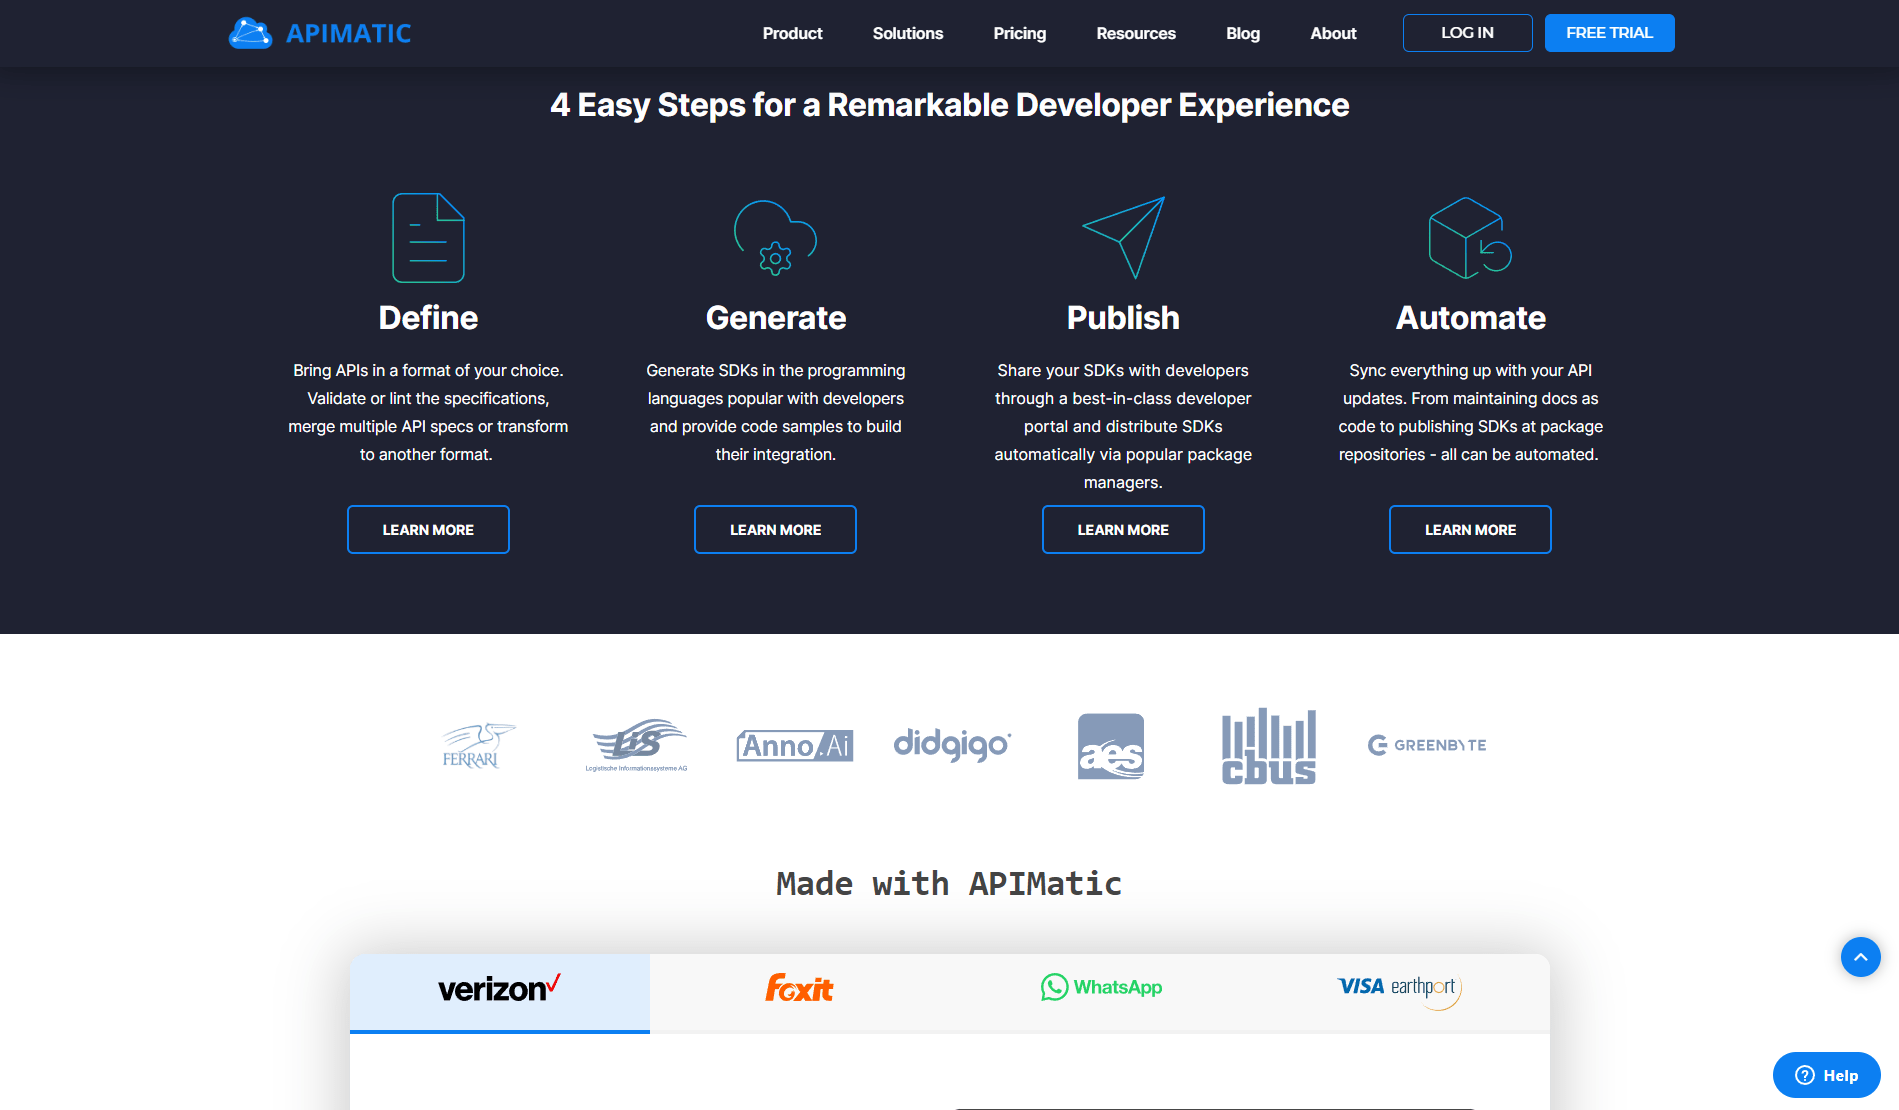 APIMATIC
Product
Solutions
Pricing
Resources
Blog
About
LOG IN
FREE TRIAL
4 Easy Steps for a Remarkable Developer Experience
Define
Bring APIs in a format of your choice.
Validate or lint the specifications,
merge multiple API specs or transform
to another format.
LEARN MORE
Generate
Generate SDKs in the programming
languages popular with developers
and provide code samples to build
their integration.
LEARN MORE
Publish
Share your SDKs with developers
through a best-in-class developer
portal and distribute SDKs
automatically via popular package
managers.
LEARN MORE
Automate
Sync everything up with your API
updates. From maintaining docs as
code to publishing SDKs at package
repositories - all can be automated.
LEARN MORE
FERRARI
LiS
Logistische Informationssysteme AG
Anno.Ai
didgigo
aes
cbus
GREENBYTE
Made with APIMatic
verizon
Foxit
WhatsApp
VISA earthport
Help